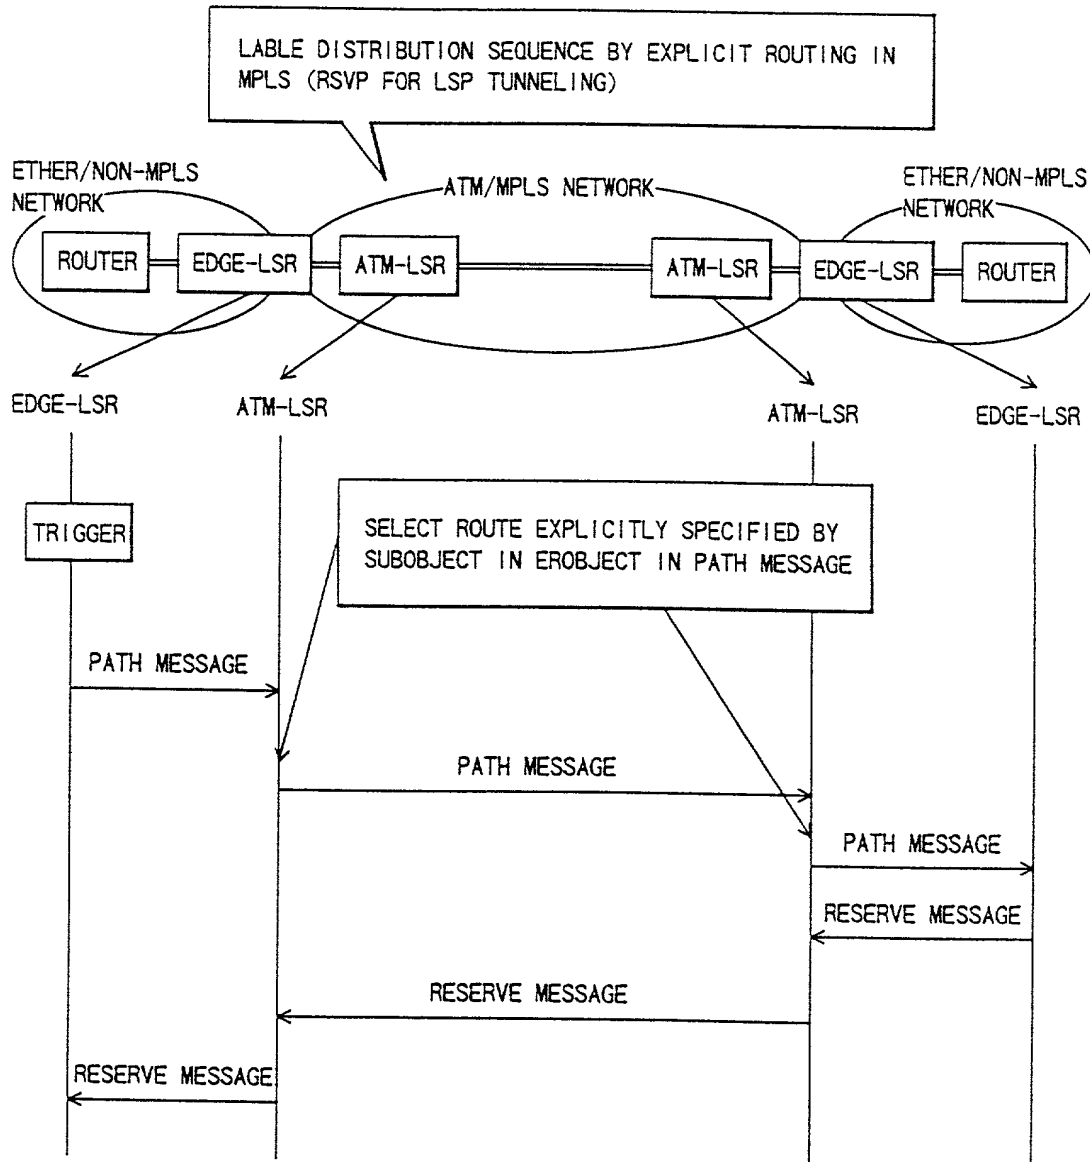 LABLE DISTRIBUTION SEQUENCE BY EXPLICIT ROUTING IN
MPLS (RSVP FOR LSP TUNNELING)
ETHER/NON-MPLS
NETWORK
ATM/MPLS NETWORK
ETHER/NON-MPLS
NETWORK
ROUTER
EDGE-LSR
ATM-LSR
ATM-LSR
EDGE-LSR
ROUTER
EDGE-LSR
ATM-LSR
ATM-LSR
EDGE-LSR
TRIGGER
SELECT ROUTE EXPLICITLY SPECIFIED BY
SUBOBJECT IN EROBJECT IN PATH MESSAGE
PATH MESSAGE
PATH MESSAGE
PATH MESSAGE
RESERVE MESSAGE
RESERVE MESSAGE
RESERVE MESSAGE